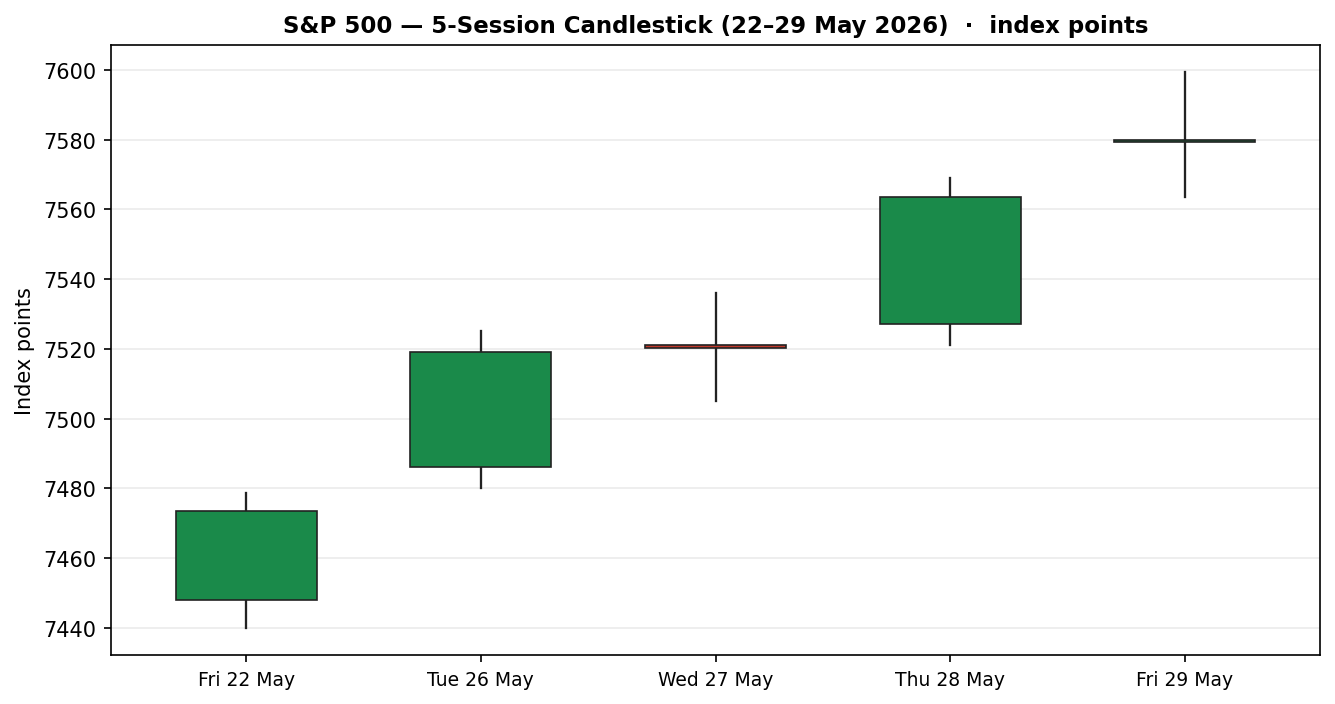 S&P 500 — 5-Session Candlestick (22–29 May 2026)  ·  index points
Index points
7600
7580
7560
7540
7520
7500
7480
7460
7440
Fri 22 May
Tue 26 May
Wed 27 May
Thu 28 May
Fri 29 May